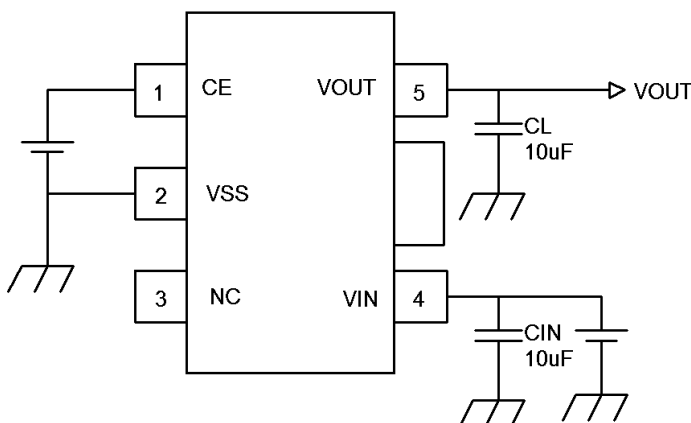 1 CE VOUT 5 VOUT
CL
10uF
2 VSS
3 NC VIN 4
CIN
10uF